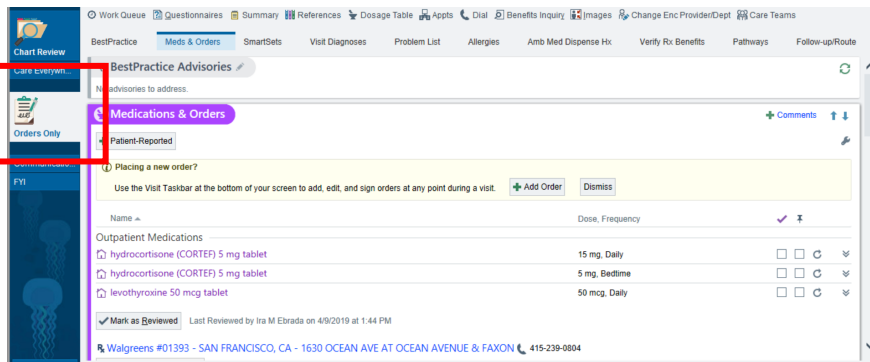 Work Queue Questionnaires Summary References Dosage Table Appts Dial Benefits Inquiry Images Change Enc Provider/Dept Care Teams
Chart Review
BestPractice Meds & Orders SmartSets Visit Diagnoses Problem List Allergies Amb Med Dispense Hx Verify Rx Benefits Pathways Follow-up/Route
Care Everywh...
BestPractice Advisories
advisories to address.
Orders Only
Medications & Orders
Comments
Patient-Reported
Placing a new order?
Use the Visit Taskbar at the bottom of your screen to add, edit, and sign orders at any point during a visit. Add Order Dismiss
FYI
Name Dose, Frequency
Outpatient Medications
hydrocortisone (CORTEF) 5 mg tablet 15 mg, Daily
hydrocortisone (CORTEF) 5 mg tablet 5 mg, Bedtime
levothyroxine 50 mcg tablet 50 mcg, Daily
Mark as Reviewed Last Reviewed by Ira M Ebrada on 4/9/2019 at 1:44 PM
Walgreens #01393 - SAN FRANCISCO, CA - 1630 OCEAN AVE AT OCEAN AVENUE & FAXON 415-239-0804